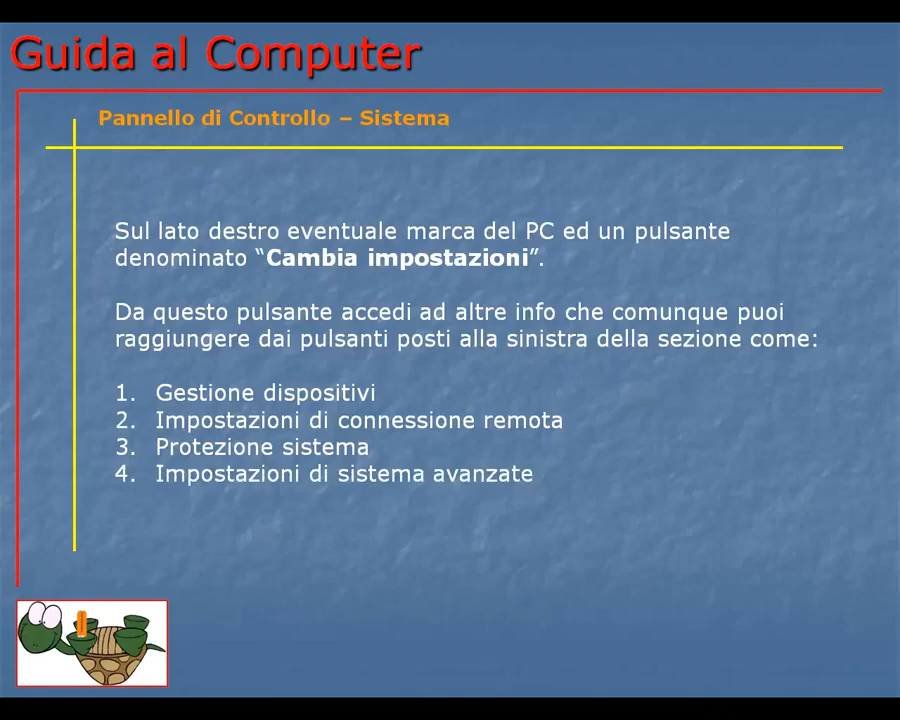 Guida al Computer
Pannello di Controllo – Sistema
Sul lato destro eventuale marca del PC ed un pulsante
denominato “Cambia impostazioni”.
Da questo pulsante accedi ad altre info che comunque puoi
raggiungere dai pulsanti posti alla sinistra della sezione come:
1. Gestione dispositivi
2. Impostazioni di connessione remota
3. Protezione sistema
4. Impostazioni di sistema avanzate